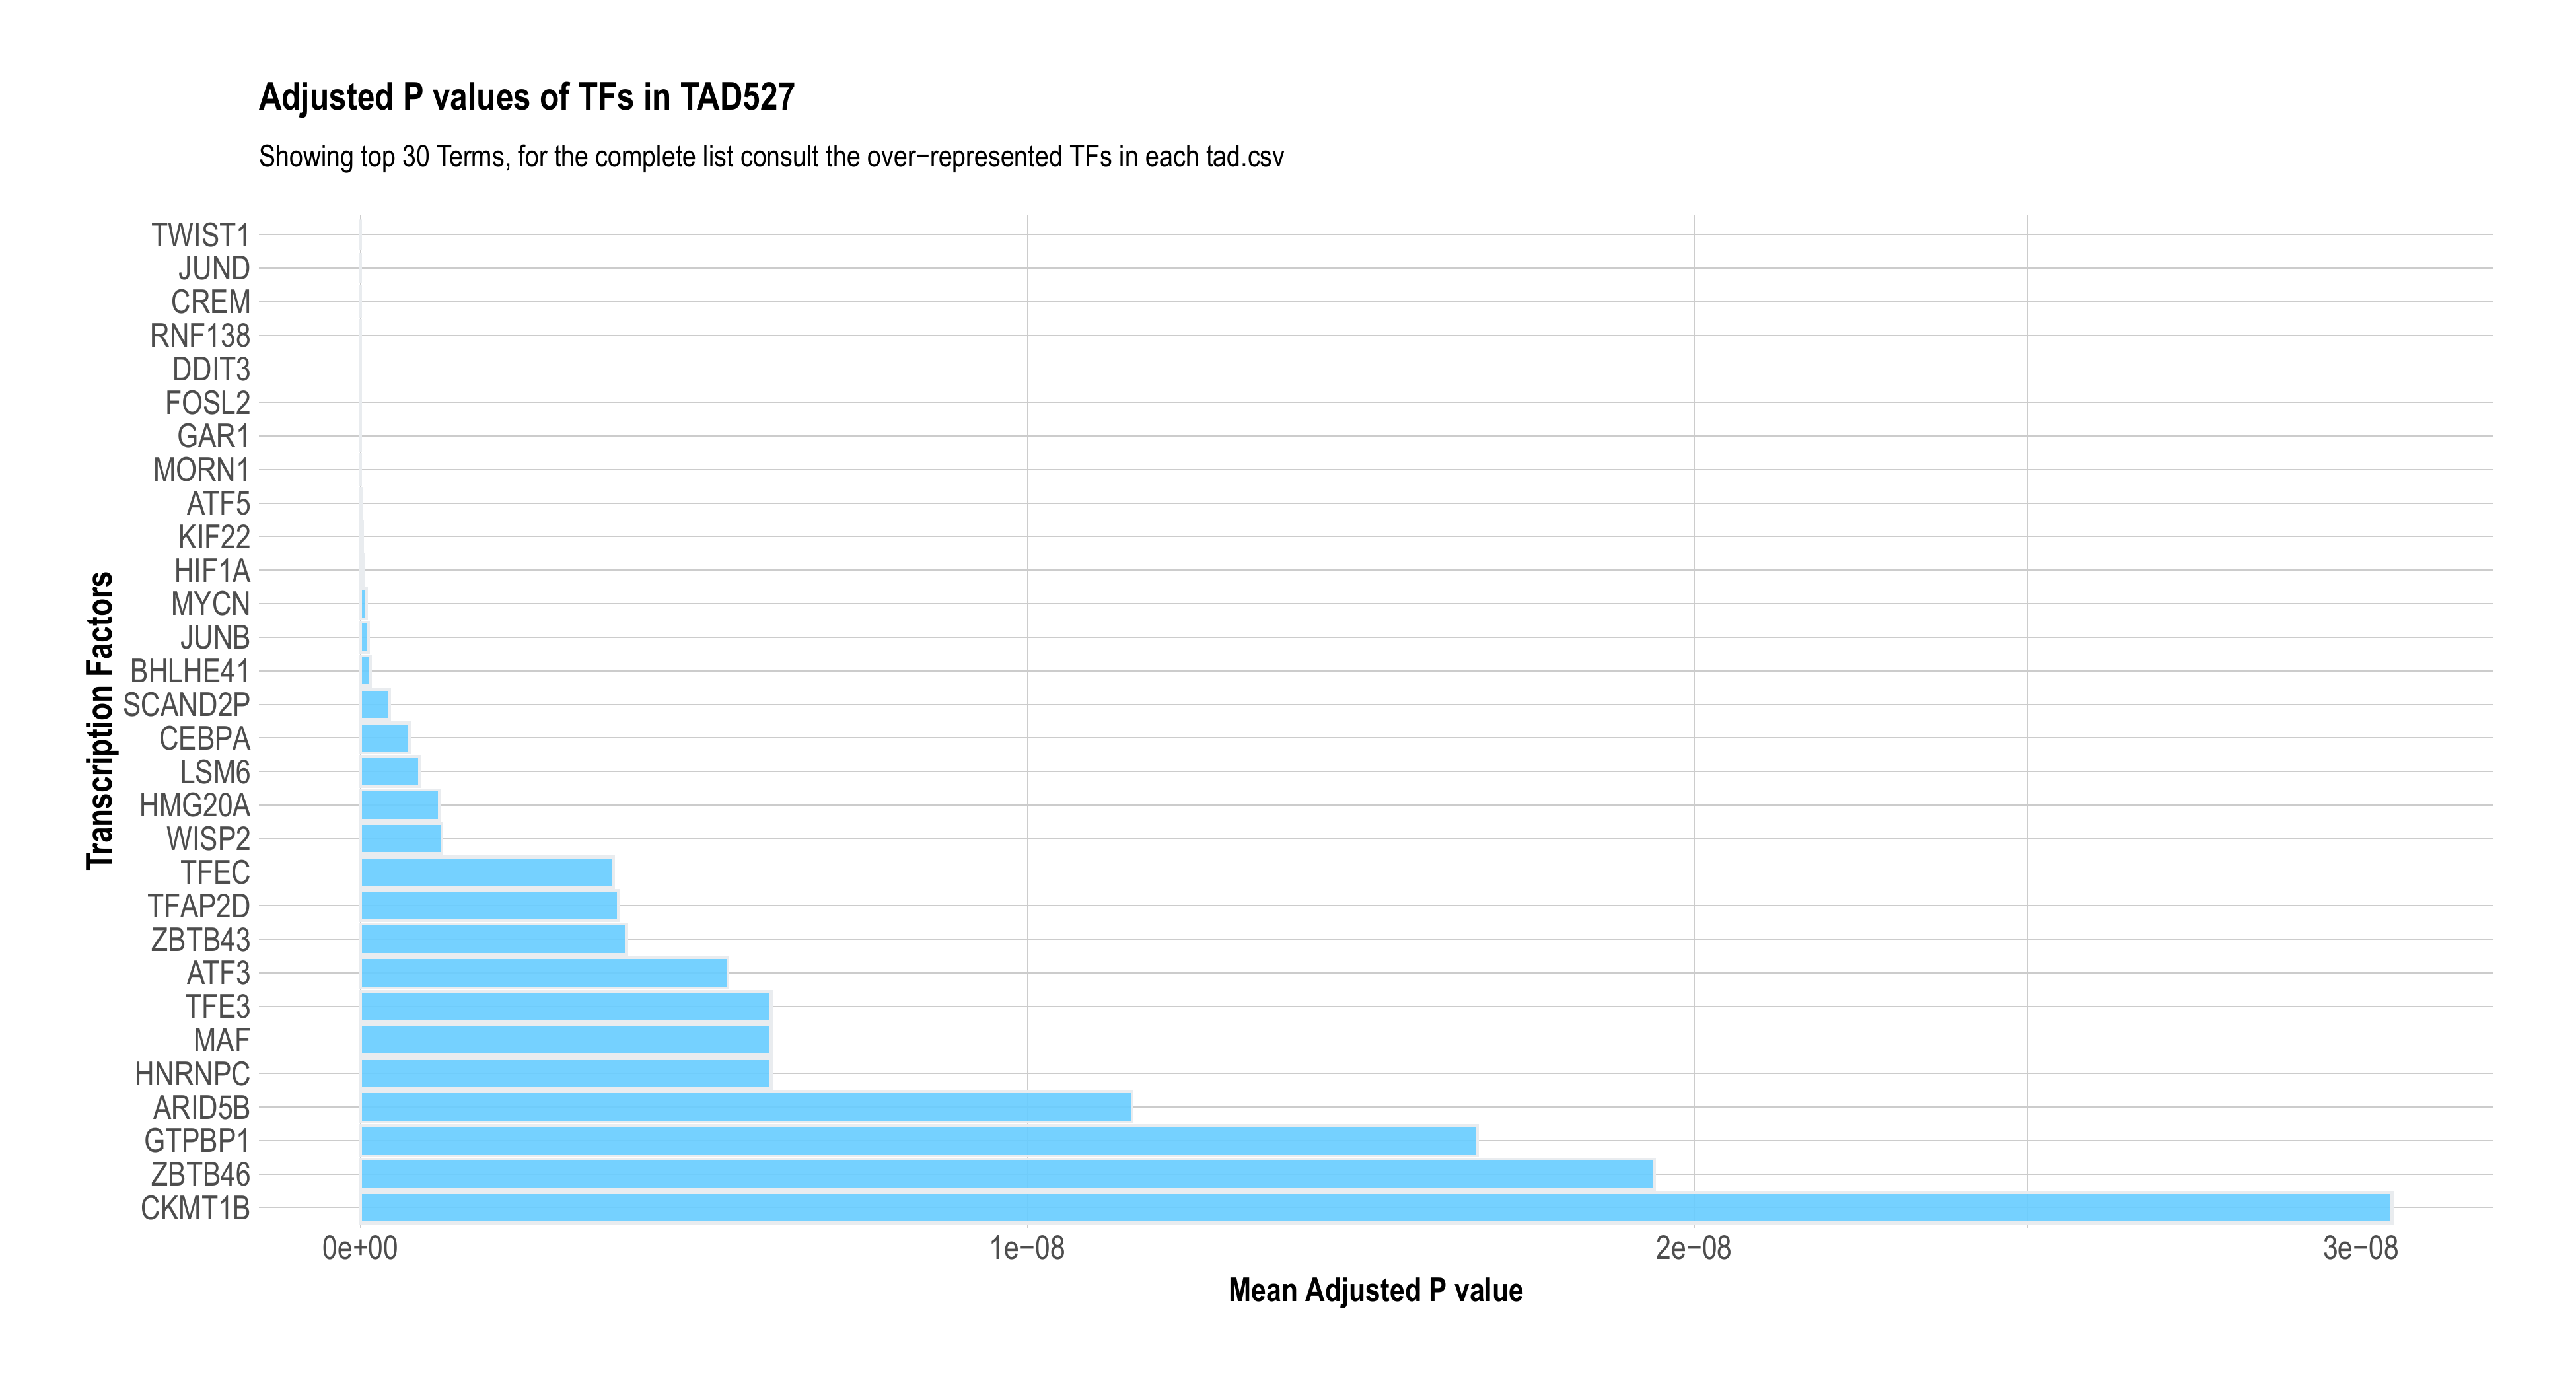 Adjusted P values of TFs in TAD527
Showing top 30 Terms, for the complete list consult the over−represented TFs in each tad.csv
Transcription Factors
TWIST1
JUND
CREM
RNF138
DDIT3
FOSL2
GAR1
MORN1
ATF5
KIF22
HIF1A
MYCN
JUNB
BHLHE41
SCAND2P
CEBPA
LSM6
HMG20A
WISP2
TFEC
TFAP2D
ZBTB43
ATF3
TFE3
MAF
HNRNPC
ARID5B
GTPBP1
ZBTB46
CKMT1B
0e+00 1e−08 2e−08 3e−08
Mean Adjusted P value